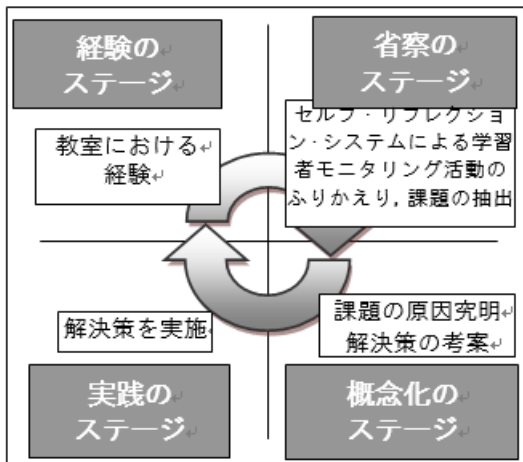 経験の
ステージ
省察の
ステージ
教室における
経験
セルフ・リフレクショ
ン・システムによる学習
者モニタリング活動の
ふりかえり，課題の抽出
解決策を実施
課題の原因究明
解決策の考案
実践の
ステージ
概念化の
ステージ